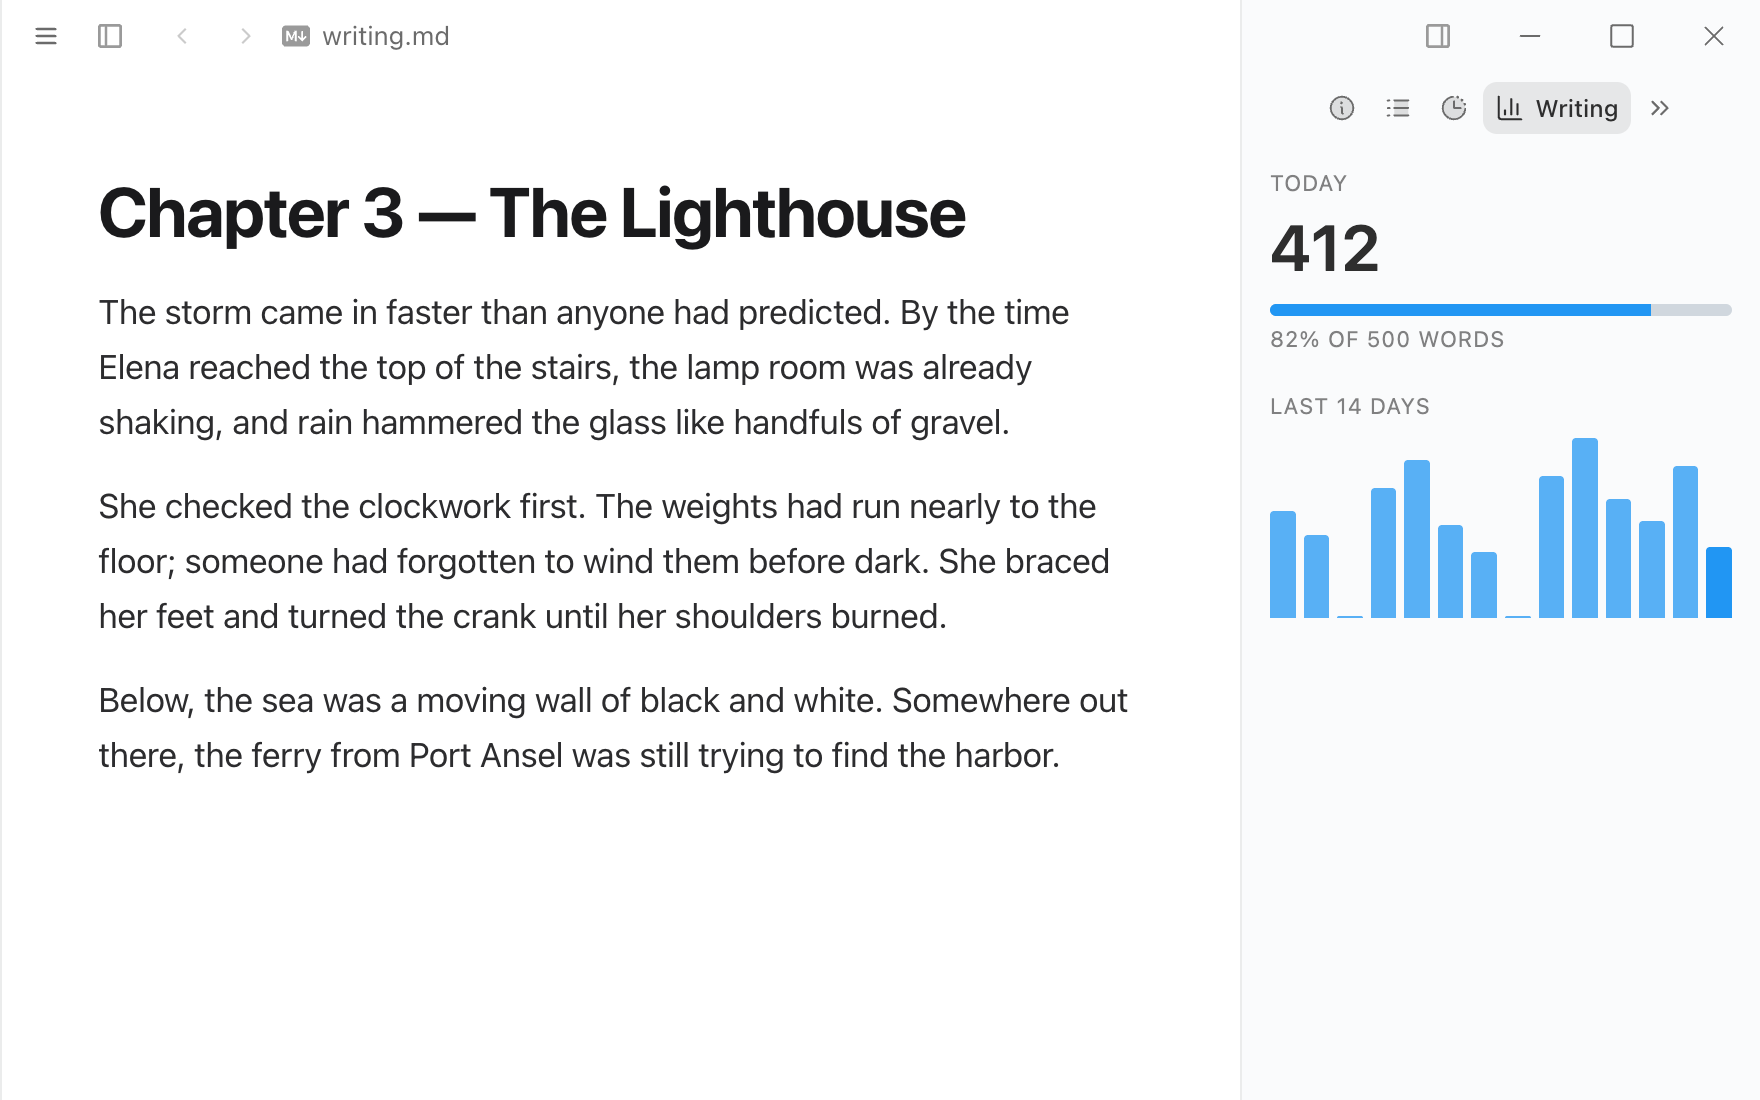 M↓ writing.md
Writing
Chapter 3 — The Lighthouse
The storm came in faster than anyone had predicted. By the time
Elena reached the top of the stairs, the lamp room was already
shaking, and rain hammered the glass like handfuls of gravel.
She checked the clockwork first. The weights had run nearly to the
floor; someone had forgotten to wind them before dark. She braced
her feet and turned the crank until her shoulders burned.
Below, the sea was a moving wall of black and white. Somewhere out
there, the ferry from Port Ansel was still trying to find the harbor.
TODAY
412
82% OF 500 WORDS
LAST 14 DAYS